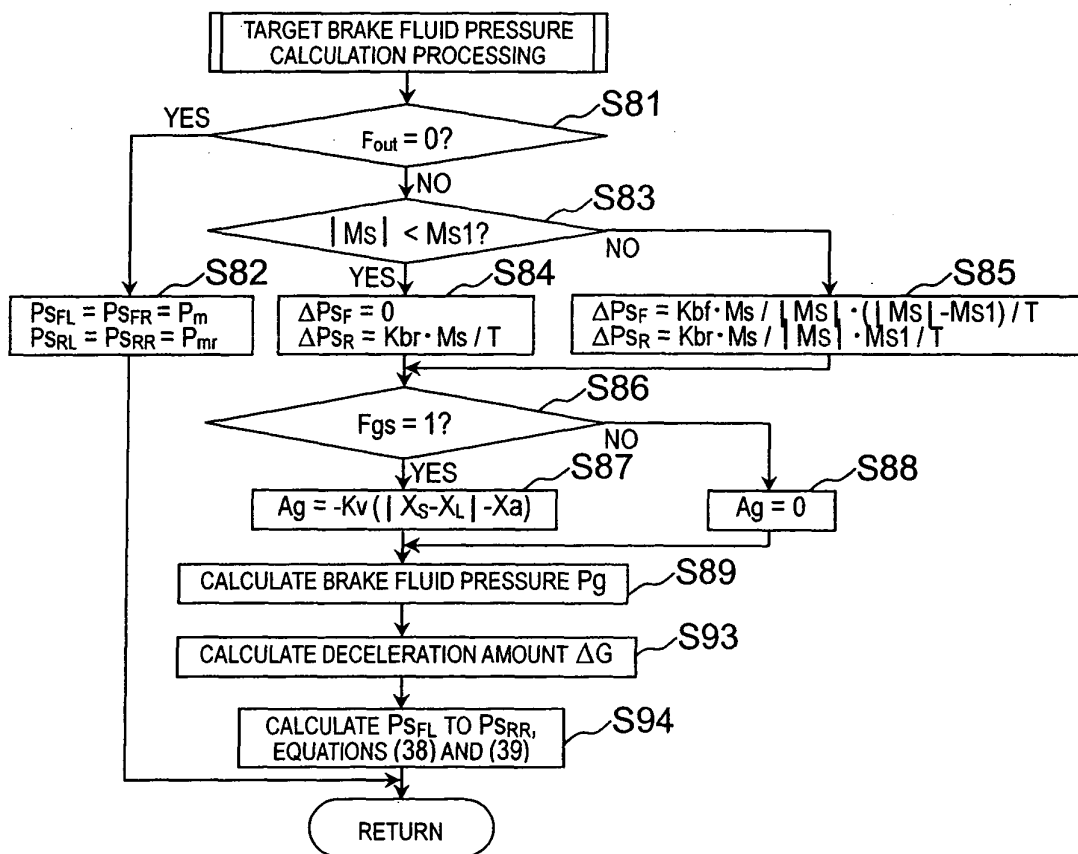 TARGET BRAKE FLUID PRESSURE
CALCULATION PROCESSING
S81
YES
Fout = 0?
NO
S83
| Ms | < Ms1?
NO
S82
YES
S84
S85
PSFL = PSFR = Pm
PSRL = PSRR = Pmr
ΔPSF = 0
ΔPSR = Kbr · Ms / T
ΔPSF = Kbf · Ms / | Ms | · (| Ms | -Ms1) / T
ΔPSR = Kbr · Ms / | Ms | · Ms1 / T
S86
Fgs = 1?
NO
YES
S87
S88
Ag = -Kv (| XS-XL | -Xa)
Ag = 0
CALCULATE BRAKE FLUID PRESSURE Pg
S89
S93
CALCULATE DECELERATION AMOUNT ΔG
S94
CALCULATE PSFL TO PSRR,
EQUATIONS (38) AND (39)
RETURN